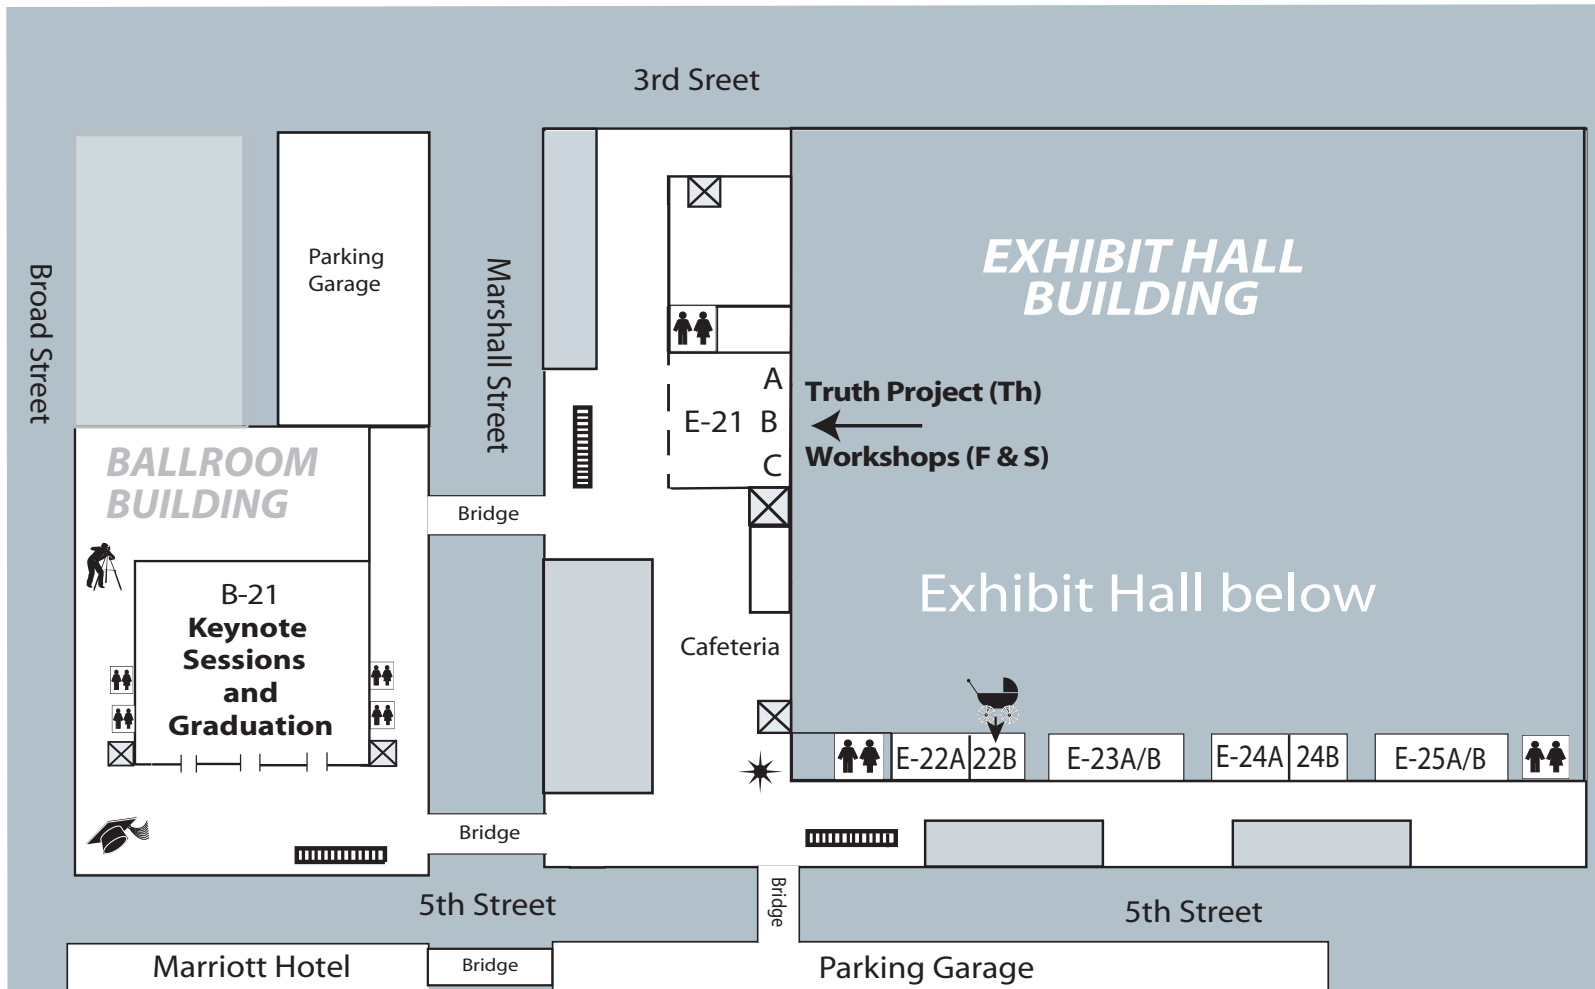 3rd Sreet
Broad Street
Parking
Garage
Marshall Street
EXHIBIT HALL
BUILDING
A
E-21 B
C
Truth Project (Th)
Workshops (F & S)
BALLROOM
BUILDING
Bridge
B-21
Keynote
Sessions
and
Graduation
Exhibit Hall below
Cafeteria
E-22A
22B
E-23A/B
E-24A
24B
E-25A/B
Bridge
5th Street
Bridge
5th Street
Marriott Hotel
Bridge
Parking Garage